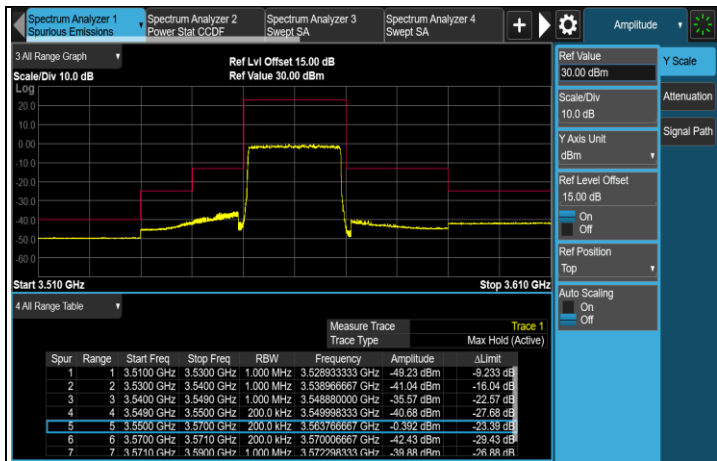 Spectrum Analyzer 1
Spurious Emissions
Spectrum Analyzer 2
Power Stat CCDF
Spectrum Analyzer 3
Swept SA
Spectrum Analyzer 4
Swept SA
+
Amplitude
3 All Range Graph
Ref Lvl Offset 15.00 dB
Scale/Div 10.0 dB
Ref Value 30.00 dBm
Log
20.0
10.0
0.00
-10.0
-20.0
-30.0
-40.0
-50.0
-60.0
Start 3.510 GHz
Stop 3.610 GHz
4 All Range Table
Measure Trace Trace 1
Trace Type Max Hold (Active)
Spur Range Start Freq Stop Freq RBW Frequency Amplitude ΔLimit
1 1 3.5100 GHz 3.5300 GHz 1.000 MHz 3.528933333 GHz -49.23 dBm -9.233 dB
2 2 3.5300 GHz 3.5400 GHz 1.000 MHz 3.538966667 GHz -41.04 dBm -16.04 dB
3 3 3.5400 GHz 3.5490 GHz 1.000 MHz 3.548880000 GHz -35.57 dBm -22.57 dB
4 4 3.5490 GHz 3.5500 GHz 200.0 kHz 3.549998333 GHz -40.68 dBm -27.68 dB
5 5 3.5500 GHz 3.5700 GHz 200.0 kHz 3.563766667 GHz -0.392 dBm -23.39 dB
6 6 3.5700 GHz 3.5710 GHz 200.0 kHz 3.570006667 GHz -42.43 dBm -29.43 dB
7 7 3.5710 GHz 3.5900 GHz 1.000 MHz 3.572298333 GHz -39.88 dBm -26.88 dB
Ref Value
30.00 dBm
Scale/Div
10.0 dB
Y Axis Unit
dBm
Ref Level Offset
15.00 dB
On
Off
Ref Position
Top
Auto Scaling
On
Off
Y Scale
Attenuation
Signal Path